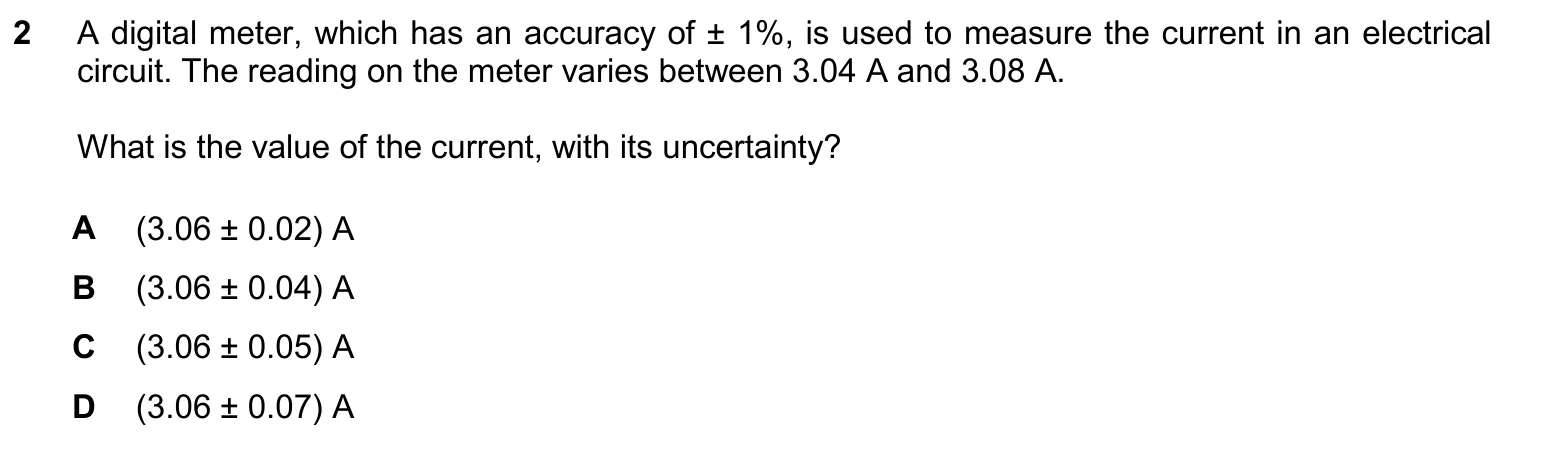 2 A digital meter, which has an accuracy of ± 1%, is used to measure the current in an electrical
circuit. The reading on the meter varies between 3.04 A and 3.08 A.
What is the value of the current, with its uncertainty?
A (3.06 ± 0.02) A
B (3.06 ± 0.04) A
C (3.06 ± 0.05) A
D (3.06 ± 0.07) A